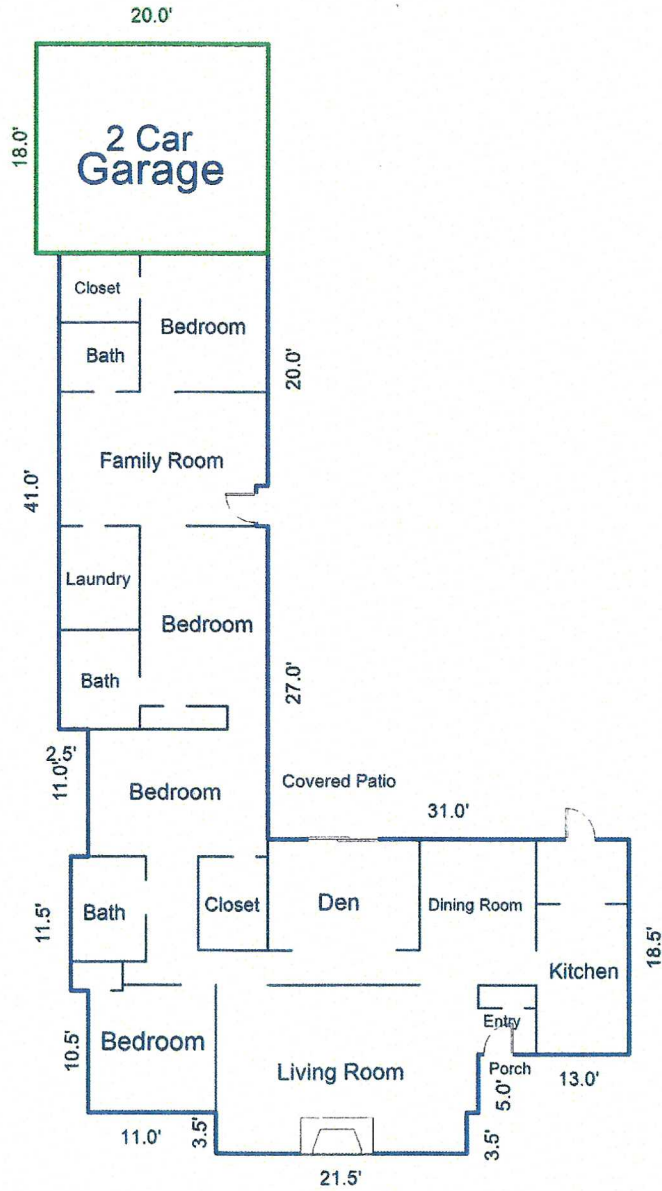 20.0'
18.0'
2 Car
Garage
Closet
Bedroom
Bath
20.0'
Family Room
41.0'
Laundry
Bedroom
Bath
27.0'
2.5'
11.0'
Bedroom
Covered Patio
31.0'
11.5'
Bath
Closet
Den
Dining Room
18.5'
Kitchen
Entry
10.5'
Bedroom
Living Room
Porch
13.0'
5.0'
11.0'
3.5'
3.5'
21.5'